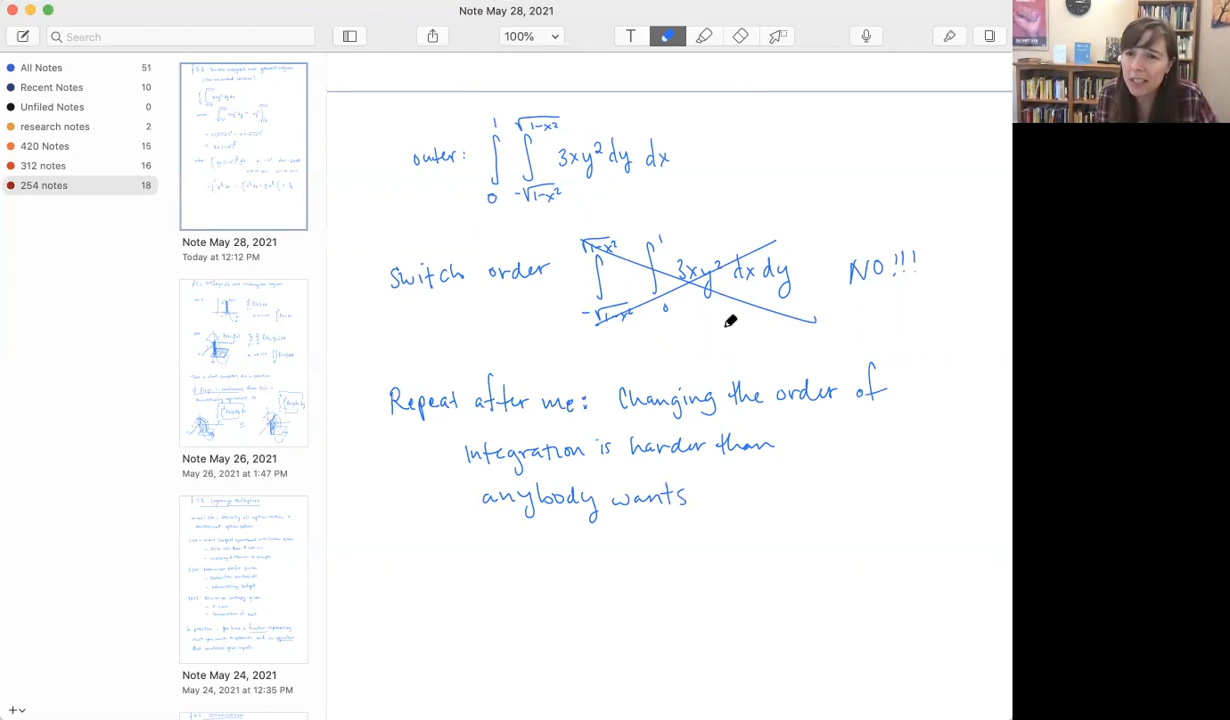 Note May 28, 2021
Search
100%
T
All Notes 51
Recent Notes 10
Unfiled Notes 0
research notes 2
420 Notes 15
312 notes 16
254 notes 18
Note May 28, 2021
Today at 12:12 PM
Note May 26, 2021
May 26, 2021 at 1:47 PM
Note May 24, 2021
May 24, 2021 at 12:35 PM
outer: ∫_0^1 ∫_{-√(1-x²)}^{√(1-x²)} 3xy² dy dx
Switch order ∫_{-√(1-x²)}^{√(1-x²)} ∫_0^1 3xy² dx dy NO!!!
Repeat after me: Changing the order of
integration is harder than
anybody wants